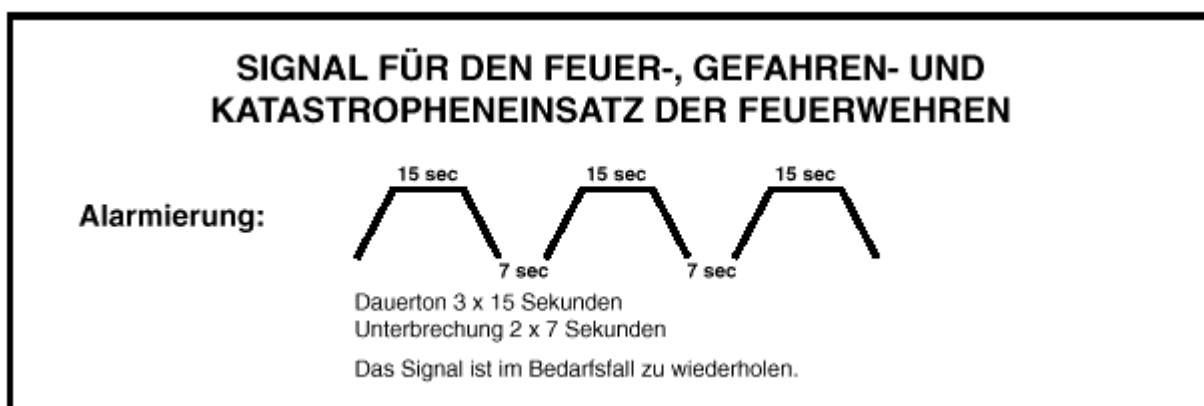 SIGNAL FÜR DEN FEUER-, GEFAHREN- UND
KATASTROPHENEINSATZ DER FEUERWEHREN
15 sec 15 sec 15 sec
Alarmierung:
7 sec 7 sec
Dauerton 3 x 15 Sekunden
Unterbrechung 2 x 7 Sekunden
Das Signal ist im Bedarfsfall zu wiederholen.